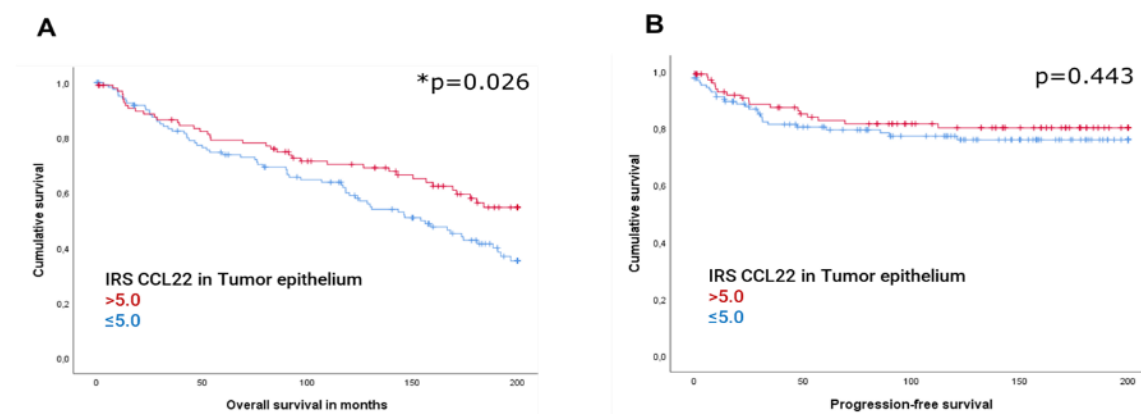 A
*p=0.026
Cumulative survival
1,0
0,8
0,6
0,4
0,2
0,0
IRS CCL22 in Tumor epithelium
>5.0
≤5.0
0 50 100 150 200
Overall survival in months
B
p=0.443
Cumulative survival
1,0
0,8
0,6
0,4
0,2
0,0
IRS CCL22 in Tumor epithelium
>5.0
≤5.0
0 50 100 150 200
Progression-free survival